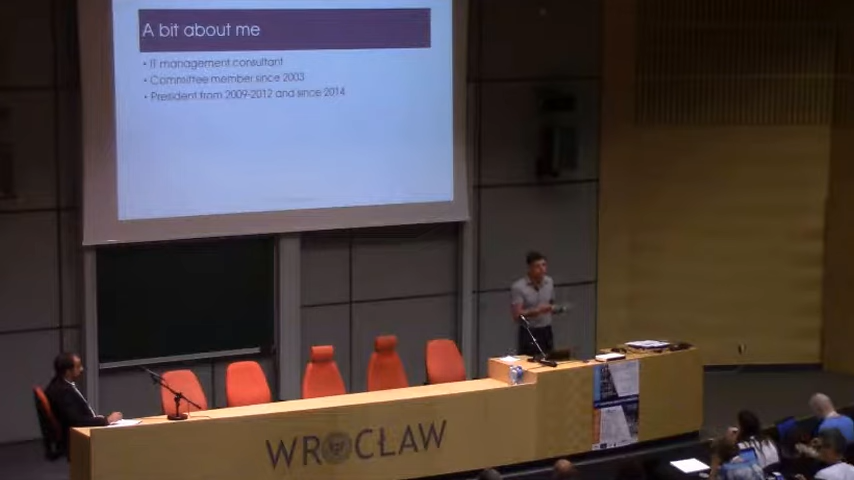 A bit about me
• IT management consultant
• Committee member since 2003
• President from 2009-2012 and since 2014
WROCŁAW